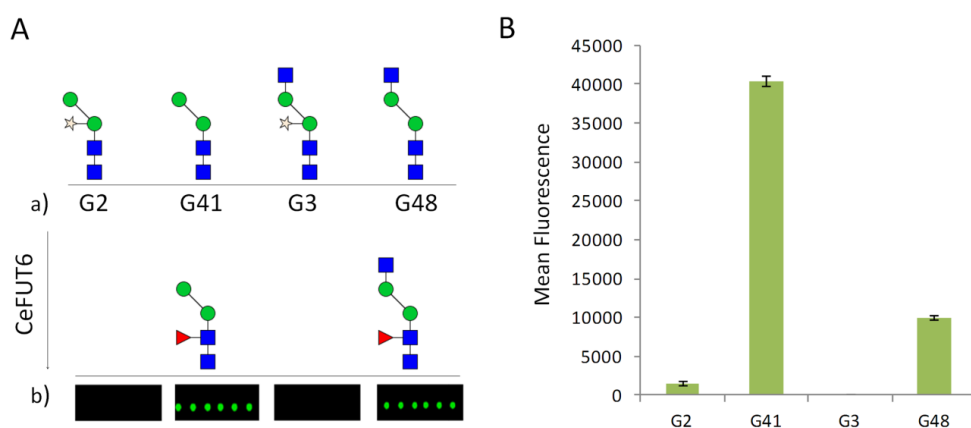 A
a) G2 G41 G3 G48
CeFUT6
b)
B
Mean Fluorescence
45000
40000
35000
30000
25000
20000
15000
10000
5000
0
G2 G41 G3 G48